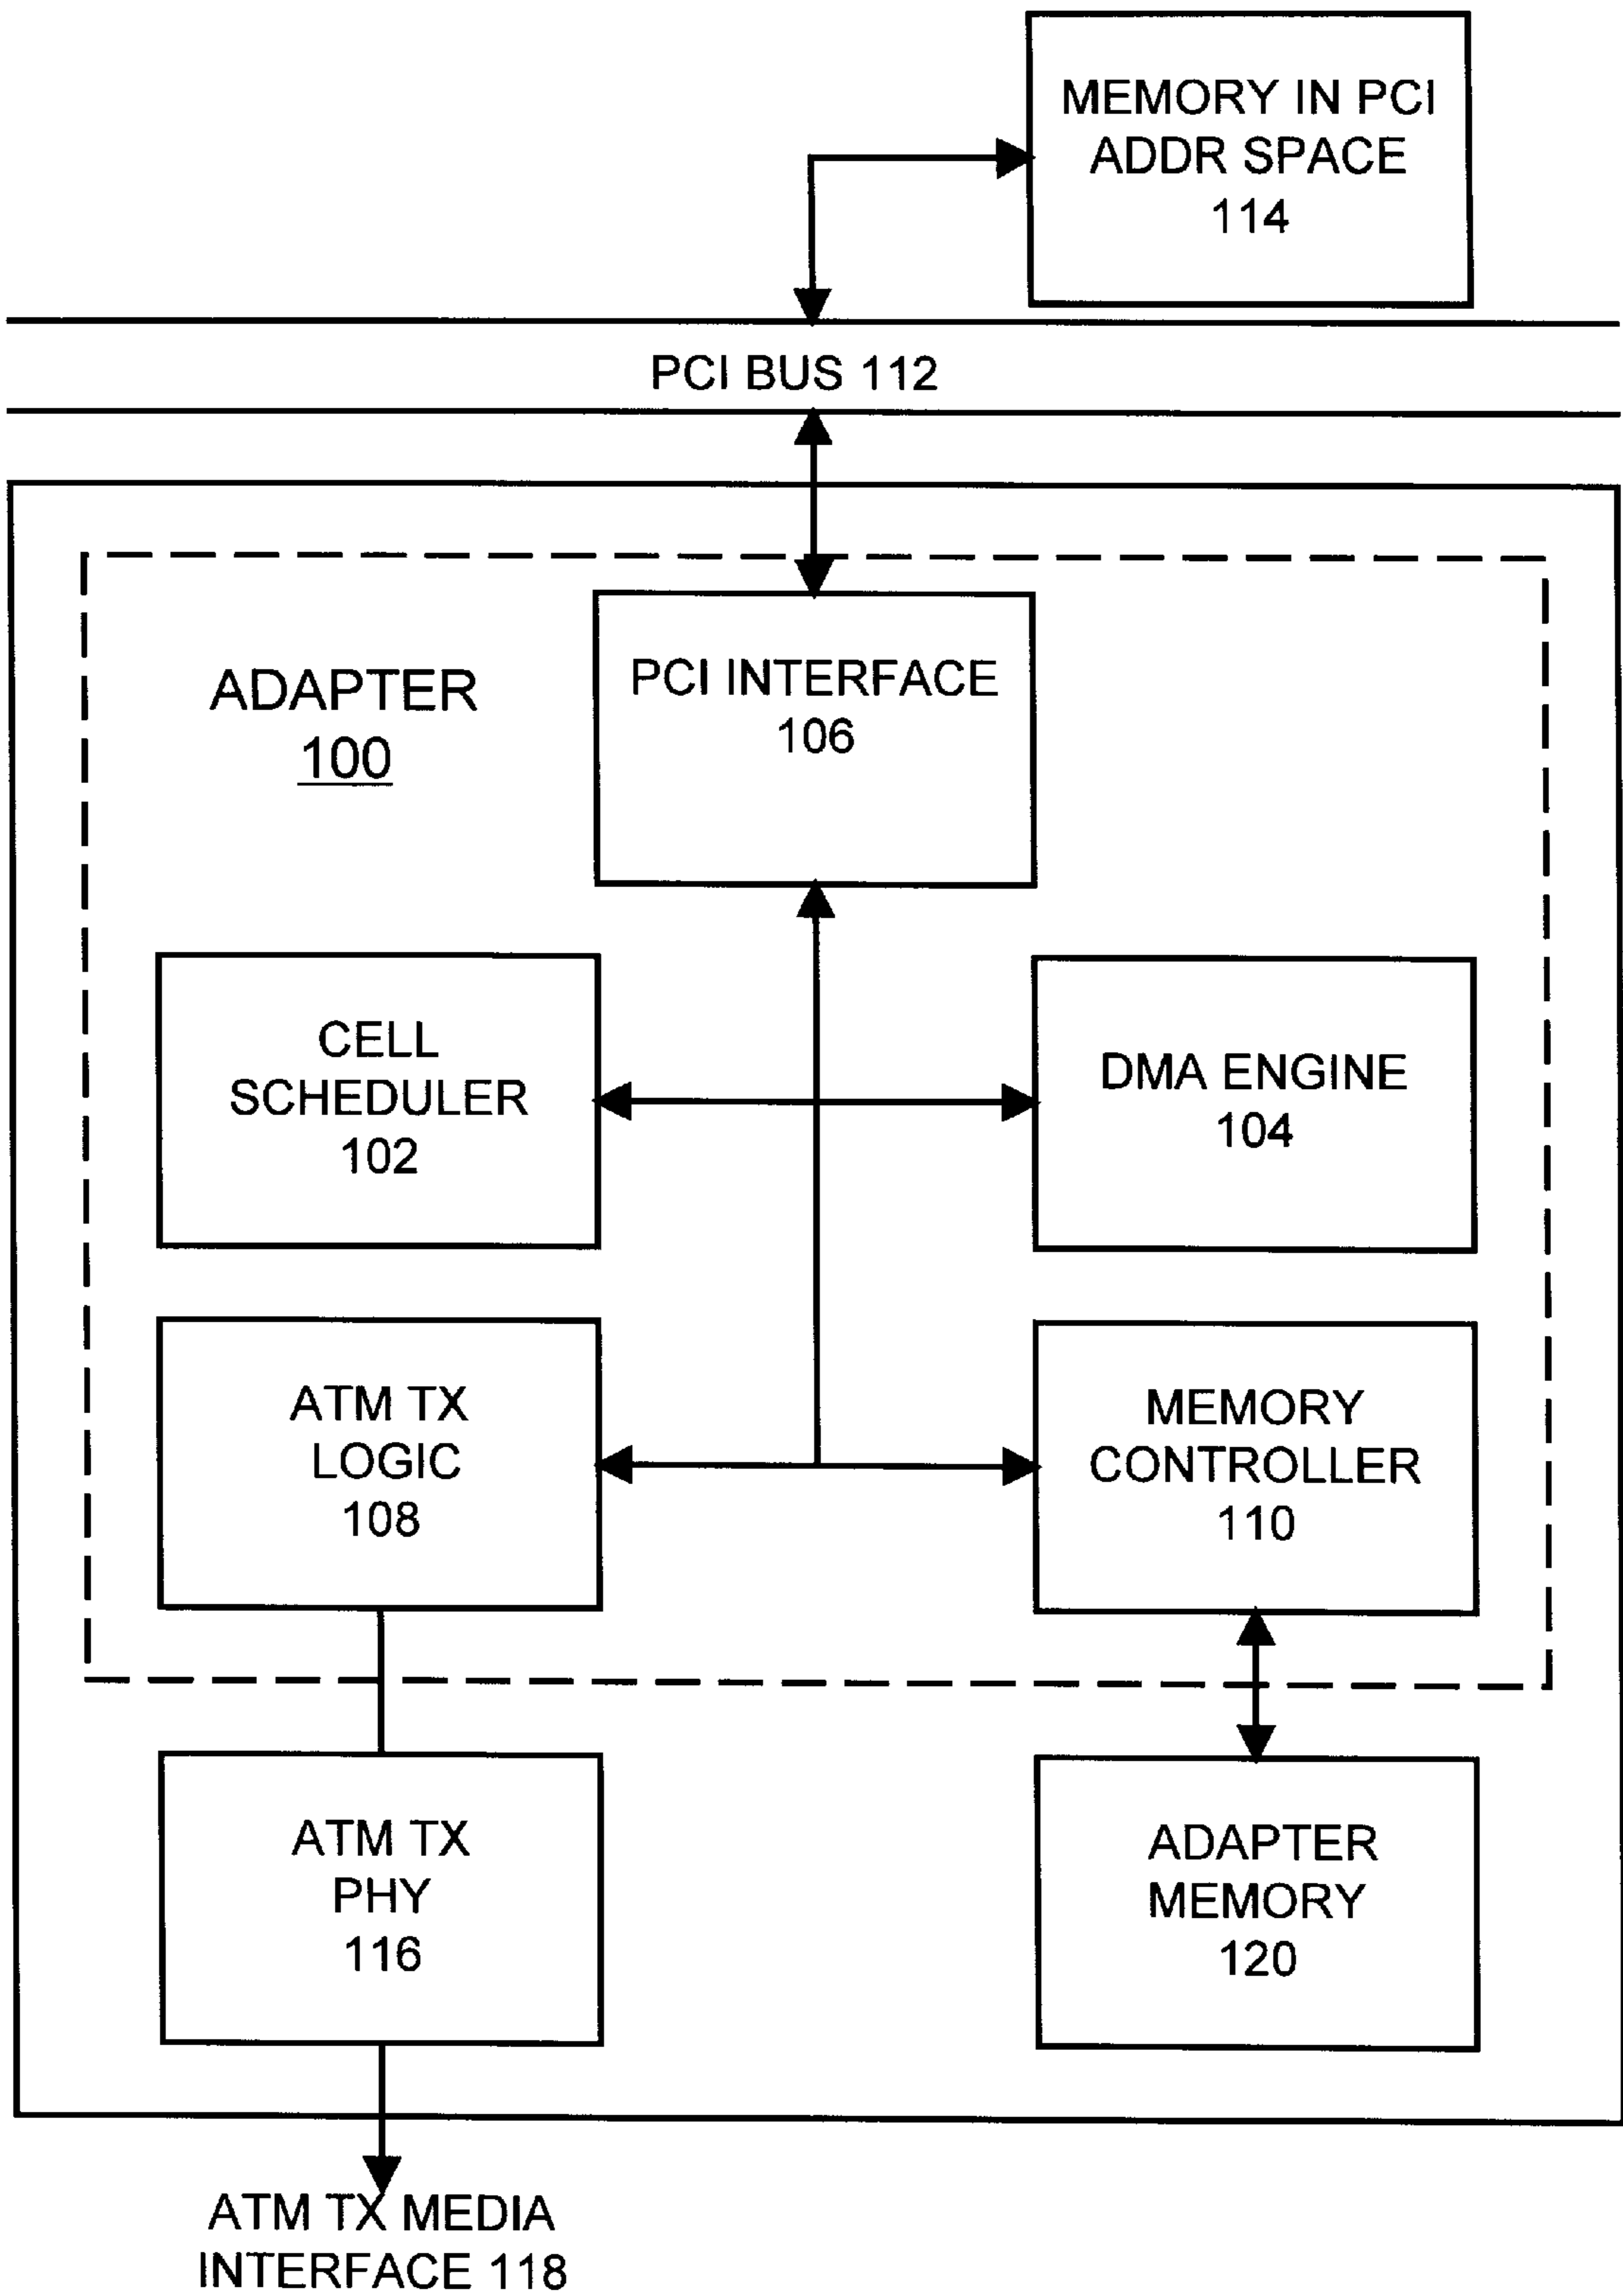 MEMORY IN PCI
ADDR SPACE
114
PCI BUS 112
ADAPTER
100
PCI INTERFACE
106
CELL
SCHEDULER
102
DMA ENGINE
104
ATM TX
LOGIC
108
MEMORY
CONTROLLER
110
ATM TX
PHY
116
ADAPTER
MEMORY
120
ATM TX MEDIA
INTERFACE 118